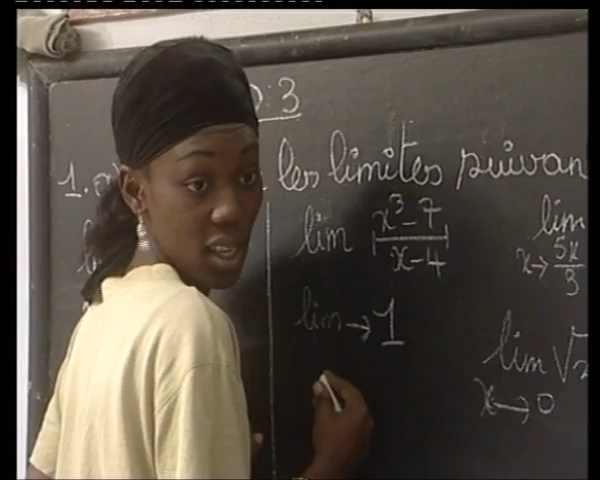 : 3
1. a les limites suivan
lim x³-7 / x-4
lim → 1
lim x → 5x/3
lim √
x → 0